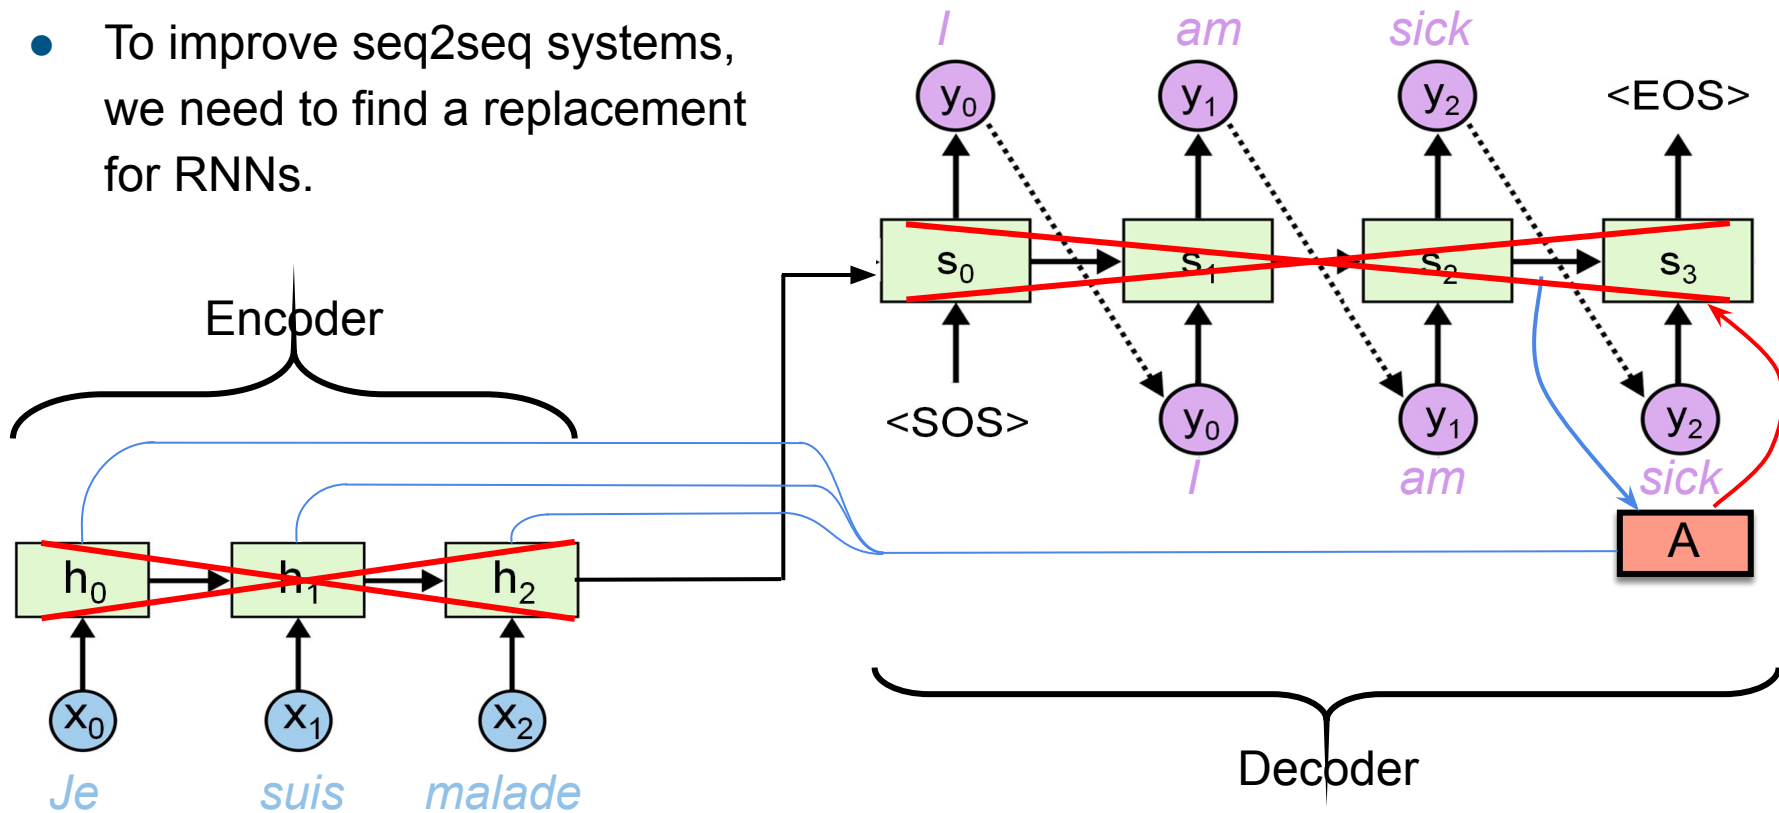 ● To improve seq2seq systems,
we need to find a replacement
for RNNs.
I am sick
y₀ y₁ y₂ <EOS>
s₀ s₁ s₂ s₃
<SOS> y₀ y₁ y₂
I am sick
Encoder
A
h₀ h₁ h₂
x₀ x₁ x₂
Je suis malade
Decoder